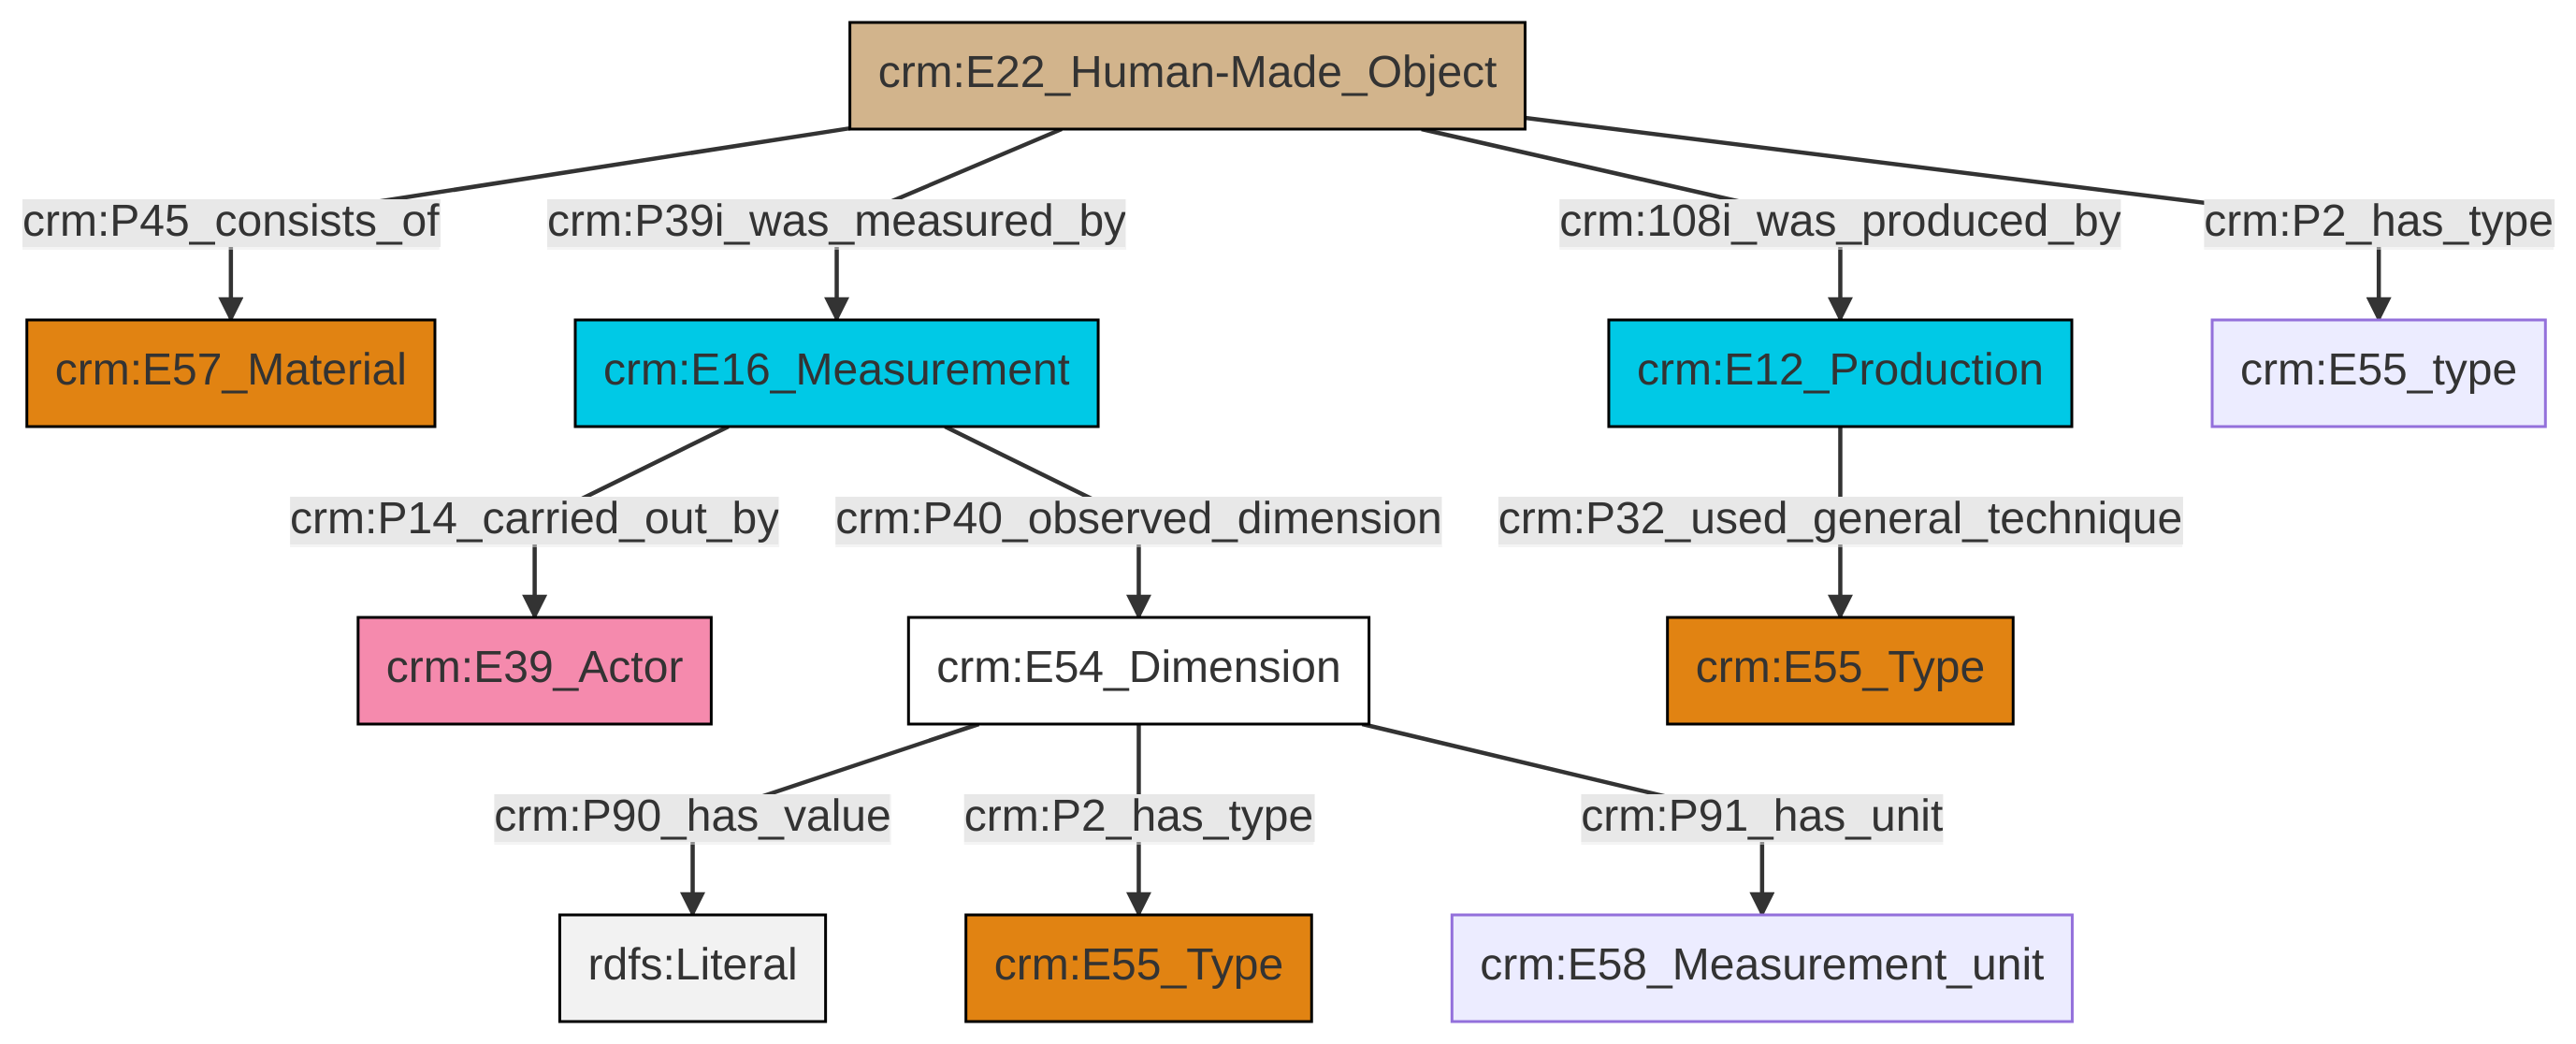 crm:E22_Human-Made_Object
crm:P45_consists_of
crm:P39i_was_measured_by
crm:108i_was_produced_by
crm:P2_has_type
crm:E57_Material
crm:E16_Measurement
crm:E12_Production
crm:E55_type
crm:P14_carried_out_by
crm:P40_observed_dimension
crm:P32_used_general_technique
crm:E39_Actor
crm:E54_Dimension
crm:E55_Type
crm:P90_has_value
crm:P2_has_type
crm:P91_has_unit
rdfs:Literal
crm:E55_Type
crm:E58_Measurement_unit